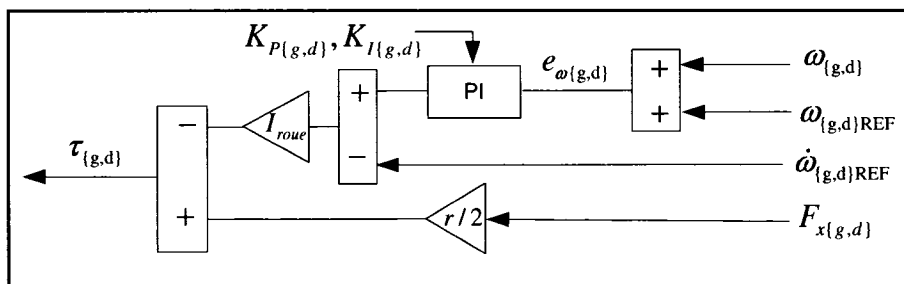 K_{P{g,d}}, K_{I{g,d}}
PI
e_{ω{g,d}}
+
+
ω_{{g,d}}
ω_{{g,d}REF}
+
−
I_{roue}
ω̇_{{g,d}REF}
−
+
τ_{{g,d}}
r/2
F_{x{g,d}}